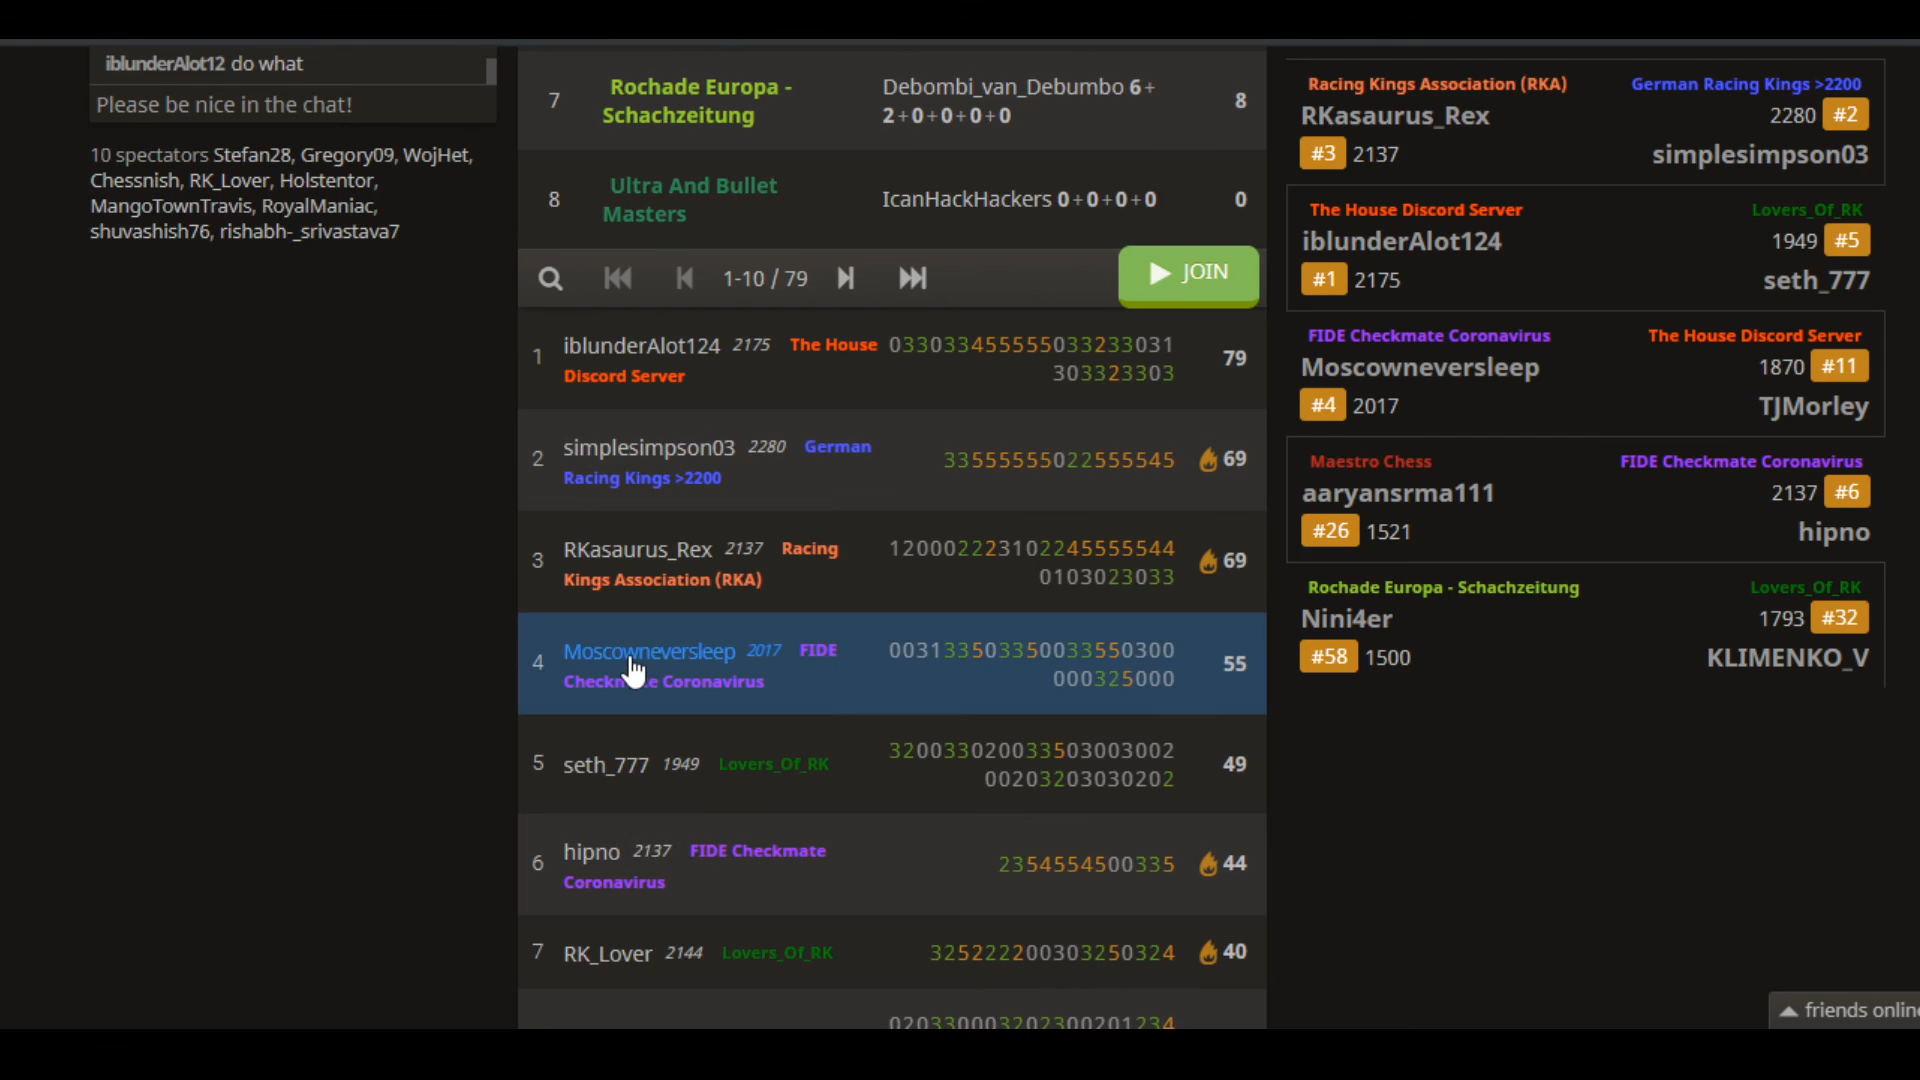 iblunderAlot12 do what
Please be nice in the chat!
10 spectators Stefan28, Gregory09, WojHet,
Chessnish, RK_Lover, Holstentor,
MangoTownTravis, RoyalManiac,
shuvashish76, rishabh-_srivastava7
7 Rochade Europa - Debombi_van_Debumbo 6+ 8
Schachzeitung 2+0+0+0+0
8 Ultra And Bullet IcanHackHackers 0+0+0+0 0
Masters
1-10 / 79 JOIN
1 iblunderAlot124 2175 The House 033033455555033233031 79
Discord Server 303323303
2 simplesimpson03 2280 German 33555555022555545 69
Racing Kings >2200
3 RKasaurus_Rex 2137 Racing 120002223102245555544 69
Kings Association (RKA) 0103023033
4 Moscowneversleep 2017 FIDE 003133503350033550300 55
Checkm te Coronavirus 000325000
5 seth_777 1949 Lovers_Of_RK 320033020033503003002 49
00203203030202
6 hipno 2137 FIDE Checkmate 2354554500335 44
Coronavirus
7 RK_Lover 2144 Lovers_Of_RK 325222200303250324 40
020330003202300201234
Racing Kings Association (RKA) German Racing Kings >2200
RKasaurus_Rex 2280 #2
#3 2137 simplesimpson03
The House Discord Server Lovers_Of_RK
iblunderAlot124 1949 #5
#1 2175 seth_777
FIDE Checkmate Coronavirus The House Discord Server
Moscowneversleep 1870 #11
#4 2017 TJMorley
Maestro Chess FIDE Checkmate Coronavirus
aaryansrma111 2137 #6
#26 1521 hipno
Rochade Europa - Schachzeitung Lovers_Of_RK
Nini4er 1793 #32
#58 1500 KLIMENKO_V
friends online